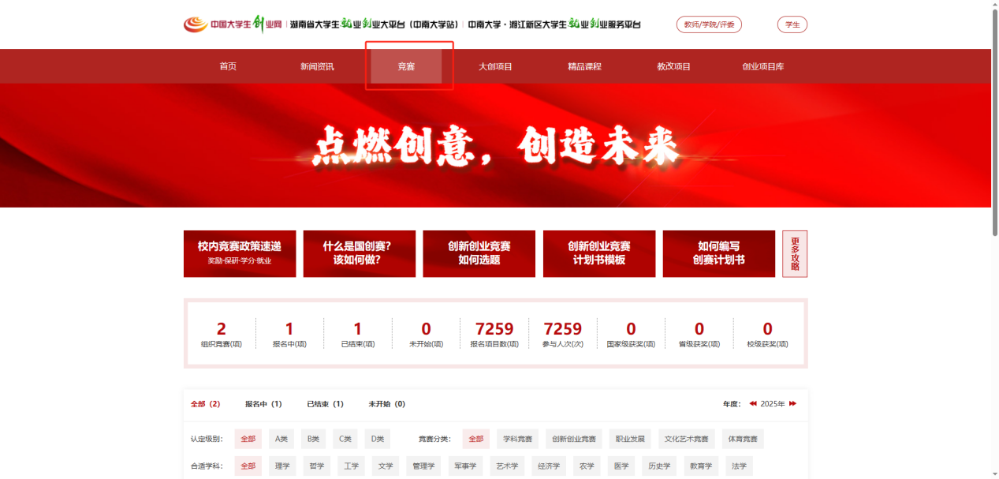 中国大学生创业网 | 湖南省大学生就业创业大平台（中南大学站） | 中南大学·湘江新区大学生就业创业服务平台
教师/学院/评委
学生
首页
新闻资讯
竞赛
大创项目
精品课程
教改项目
创业项目库
点燃创意，创造未来
校内竞赛政策速递
奖励-保研-学分-就业
什么是国创赛?
该如何做?
创新创业竞赛
如何选题
创新创业竞赛
计划书模板
如何编写
创赛计划书
更多攻略
2
组织竞赛(项)
1
报名中(项)
1
已结束(项)
0
未开始(项)
7259
报名项目数(项)
7259
参与人次(次)
0
国家级获奖(项)
0
省级获奖(项)
0
校级获奖(项)
全部（2） 报名中（1） 已结束（1） 未开始（0） 年度： 2025年
认定级别： 全部 A类 B类 C类 D类 竞赛分类： 全部 学科竞赛 创新创业竞赛 职业发展 文化艺术竞赛 体育竞赛
合适学科： 全部 理学 哲学 工学 文学 管理学 军事学 艺术学 经济学 农学 医学 历史学 教育学 法学